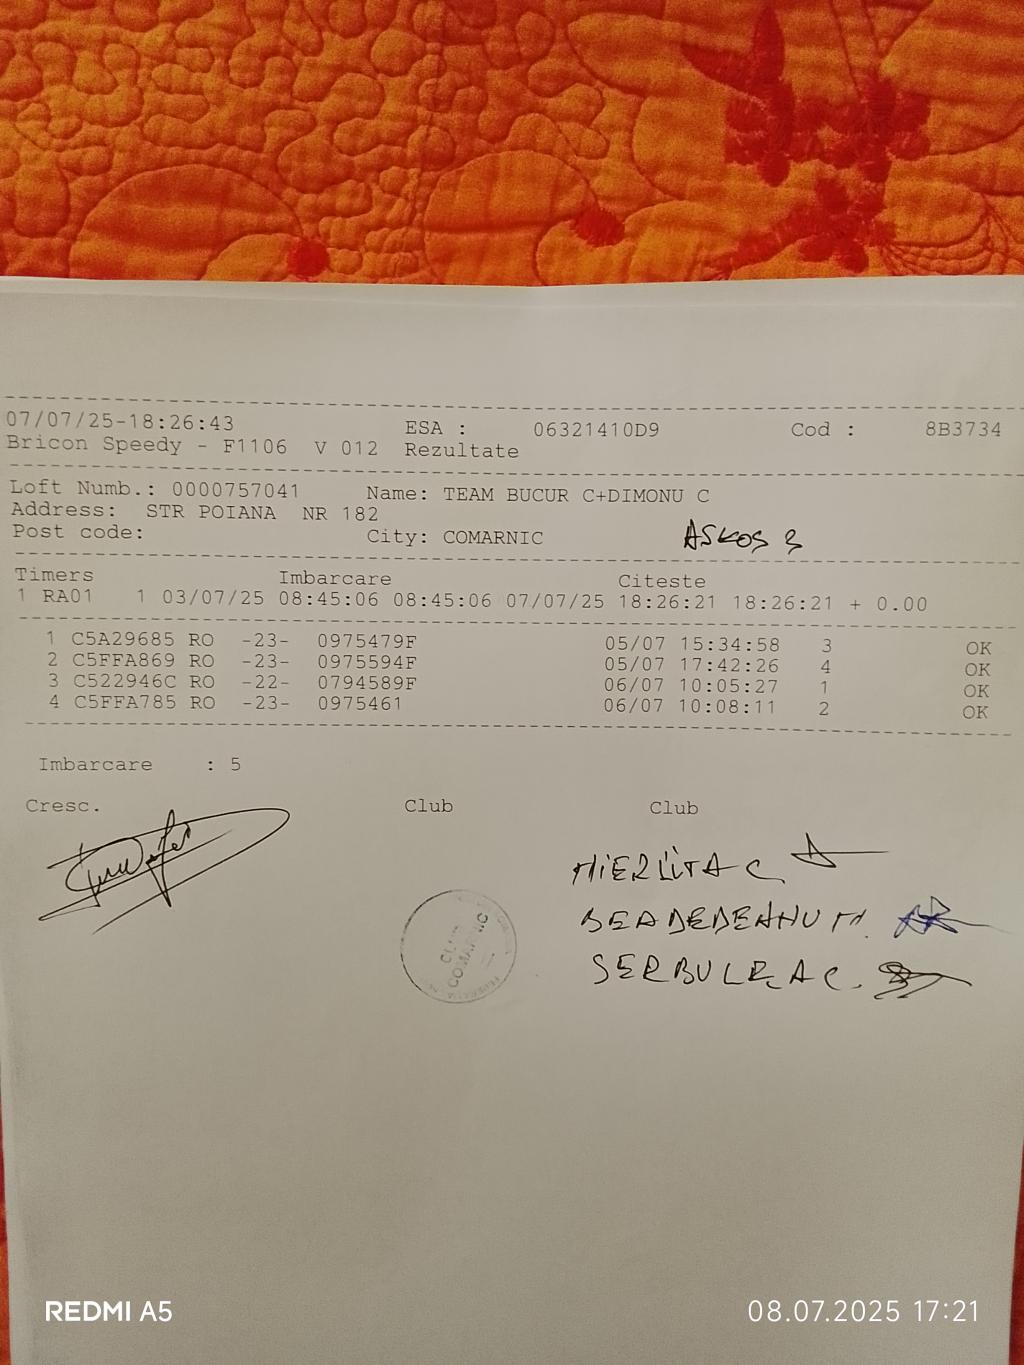 07/07/25-18:26:43 ESA : 06321410D9 Cod : 8B3734
Bricon Speedy - F1106 V 012 Rezultate
Loft Numb.: 0000757041 Name: TEAM BUCUR C+DIMONU C
Address: STR POIANA NR 182
Post code: City: COMARNIC ASKOS 3
Timers Imbarcare Citeste
1 RA01 1 03/07/25 08:45:06 08:45:06 07/07/25 18:26:21 18:26:21 + 0.00
1 C5A29685 RO -23- 0975479F 05/07 15:34:58 3 OK
2 C5FFA869 RO -23- 0975594F 05/07 17:42:26 4 OK
3 C522946C RO -22- 0794589F 06/07 10:05:27 1 OK
4 C5FFA785 RO -23- 0975461 06/07 10:08:11 2 OK
Imbarcare : 5
Cresc. Club Club
MIERLITA C
SERBULEA C.
CLUB
COMARNIC
REDMI A5 08.07.2025 17:21